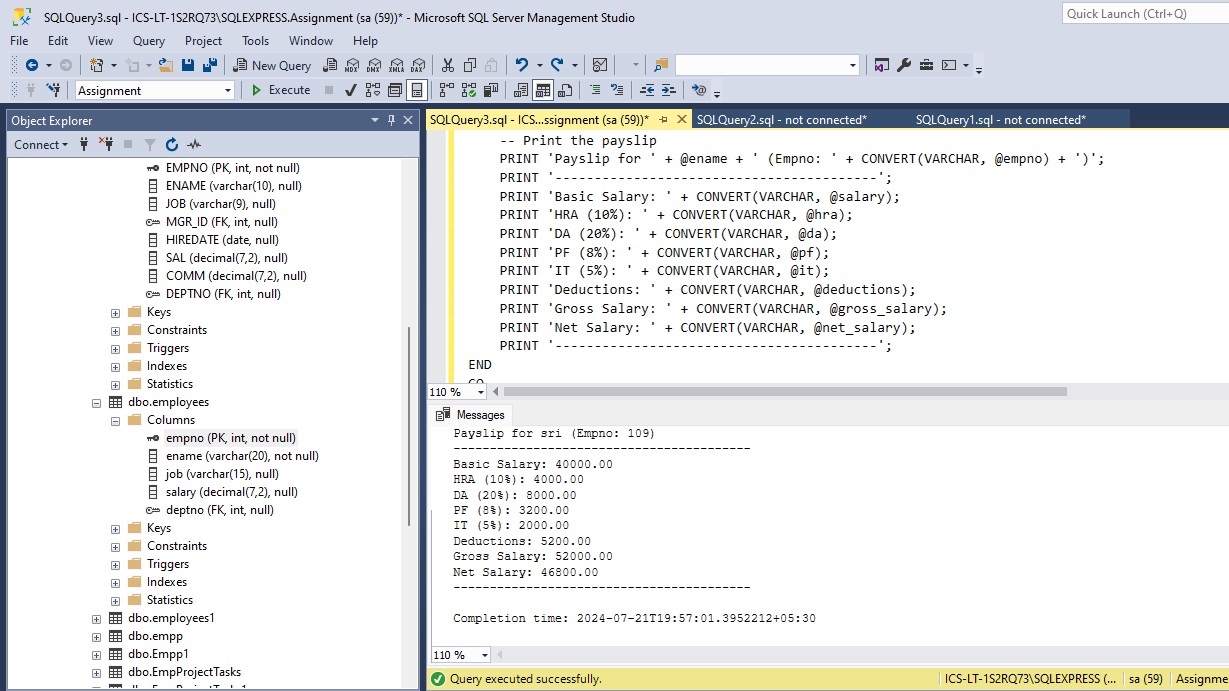 SQLQuery3.sql - ICS-LT-1S2RQ73\SQLEXPRESS.Assignment (sa (59))* - Microsoft SQL Server Management Studio
Quick Launch (Ctrl+Q)
File Edit View Query Project Tools Window Help
New Query
MDX DMX XMLA DAX
Assignment
Execute
Object Explorer
Connect
EMPNO (PK, int, not null)
ENAME (varchar(10), null)
JOB (varchar(9), null)
MGR_ID (FK, int, null)
HIREDATE (date, null)
SAL (decimal(7,2), null)
COMM (decimal(7,2), null)
DEPTNO (FK, int, null)
Keys
Constraints
Triggers
Indexes
Statistics
dbo.employees
Columns
empno (PK, int, not null)
ename (varchar(20), not null)
job (varchar(15), null)
salary (decimal(7,2), null)
deptno (FK, int, null)
Keys
Constraints
Triggers
Indexes
Statistics
dbo.employees1
dbo.empp
dbo.Empp1
dbo.EmpProjectTasks
SQLQuery3.sql - ICS...ssignment (sa (59))* SQLQuery2.sql - not connected* SQLQuery1.sql - not connected*
-- Print the payslip
PRINT 'Payslip for ' + @ename + ' (Empno: ' + CONVERT(VARCHAR, @empno) + ')';
PRINT '-----------------------------------------';
PRINT 'Basic Salary: ' + CONVERT(VARCHAR, @salary);
PRINT 'HRA (10%): ' + CONVERT(VARCHAR, @hra);
PRINT 'DA (20%): ' + CONVERT(VARCHAR, @da);
PRINT 'PF (8%): ' + CONVERT(VARCHAR, @pf);
PRINT 'IT (5%): ' + CONVERT(VARCHAR, @it);
PRINT 'Deductions: ' + CONVERT(VARCHAR, @deductions);
PRINT 'Gross Salary: ' + CONVERT(VARCHAR, @gross_salary);
PRINT 'Net Salary: ' + CONVERT(VARCHAR, @net_salary);
PRINT '-----------------------------------------';
END
GO
110 %
Messages
Payslip for sri (Empno: 109)
-----------------------------------------
Basic Salary: 40000.00
HRA (10%): 4000.00
DA (20%): 8000.00
PF (8%): 3200.00
IT (5%): 2000.00
Deductions: 5200.00
Gross Salary: 52000.00
Net Salary: 46800.00
-----------------------------------------
Completion time: 2024-07-21T19:57:01.3952212+05:30
110 %
Query executed successfully.
ICS-LT-1S2RQ73\SQLEXPRESS (... sa (59) Assignme